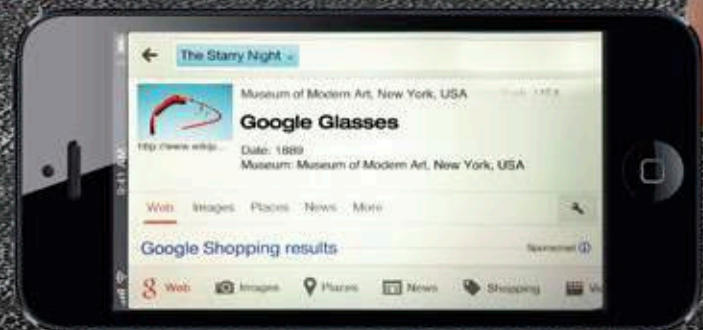 The Starry Night
Museum of Modern Art, New York, USA
Google Glasses
http://www.wikip...
Date: 1889
Museum: Museum of Modern Art, New York, USA
Web Images Places News More
Google Shopping results
Sponsored
8 Web Images Places News Shopping
9:41 AM